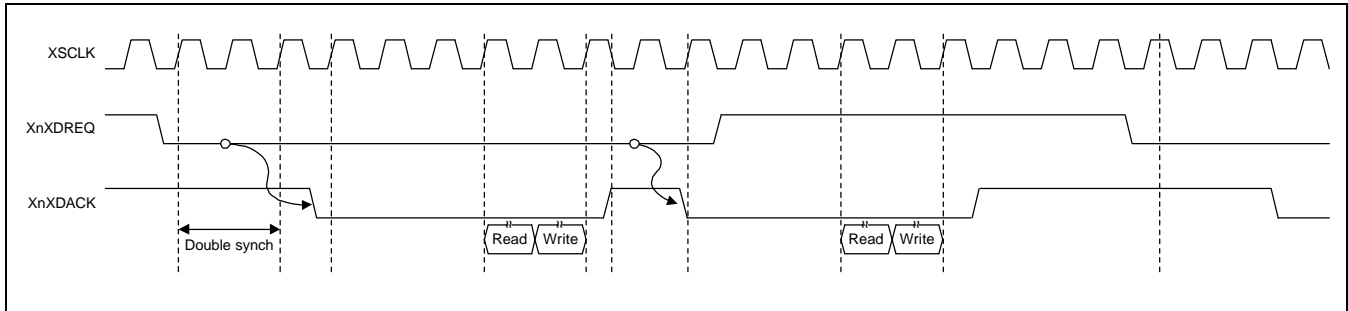 XSCLK
XnXDREQ
XnXDACK
Double synch
Read Write
Read Write